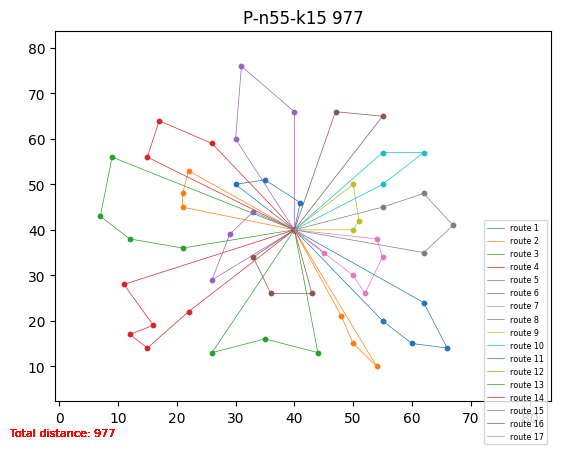 P-n55-k15 977
80
70
60
50
40
30
20
10
0 10 20 30 40 50 60 70 80
route 1
route 2
route 3
route 4
route 5
route 6
route 7
route 8
route 9
route 10
route 11
route 12
route 13
route 14
route 15
route 16
route 17
Total distance: 977